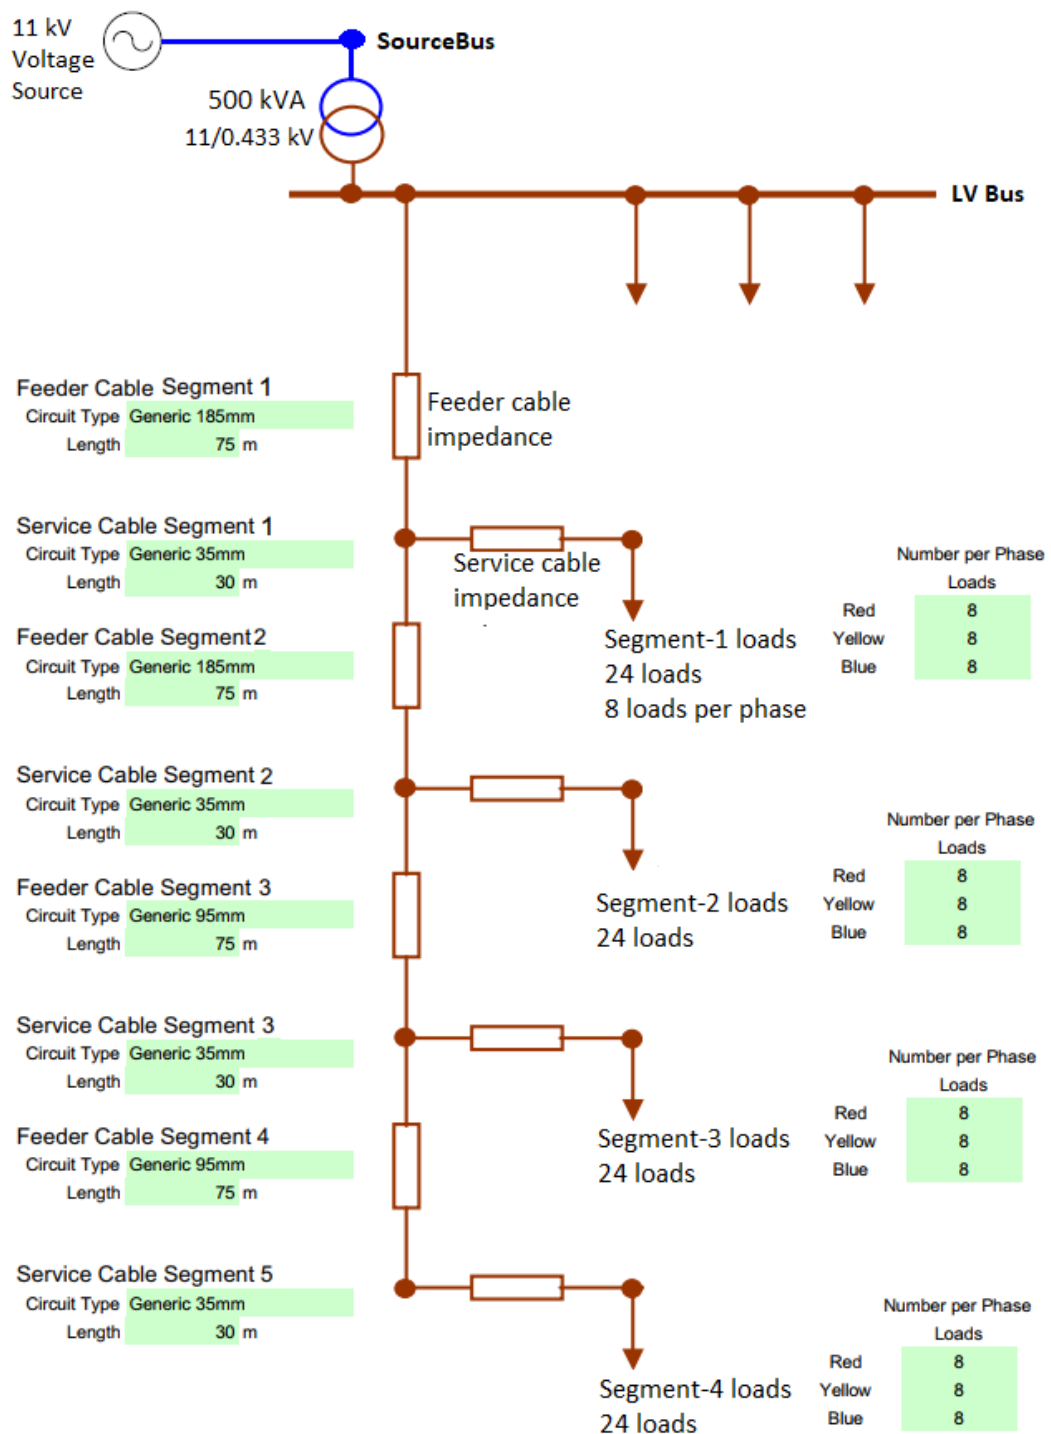 11 kV
Voltage
Source
SourceBus
500 kVA
11/0.433 kV
LV Bus
Feeder Cable Segment 1
Circuit Type Generic 185mm
Length 75 m
Feeder cable
impedance
Service Cable Segment 1
Circuit Type Generic 35mm
Length 30 m
Service cable
impedance
Number per Phase
Loads
Red 8
Yellow 8
Blue 8
Segment-1 loads
24 loads
8 loads per phase
Feeder Cable Segment2
Circuit Type Generic 185mm
Length 75 m
Service Cable Segment 2
Circuit Type Generic 35mm
Length 30 m
Number per Phase
Loads
Red 8
Yellow 8
Blue 8
Segment-2 loads
24 loads
Feeder Cable Segment 3
Circuit Type Generic 95mm
Length 75 m
Service Cable Segment 3
Circuit Type Generic 35mm
Length 30 m
Number per Phase
Loads
Red 8
Yellow 8
Blue 8
Segment-3 loads
24 loads
Feeder Cable Segment 4
Circuit Type Generic 95mm
Length 75 m
Service Cable Segment 5
Circuit Type Generic 35mm
Length 30 m
Number per Phase
Loads
Red 8
Yellow 8
Blue 8
Segment-4 loads
24 loads